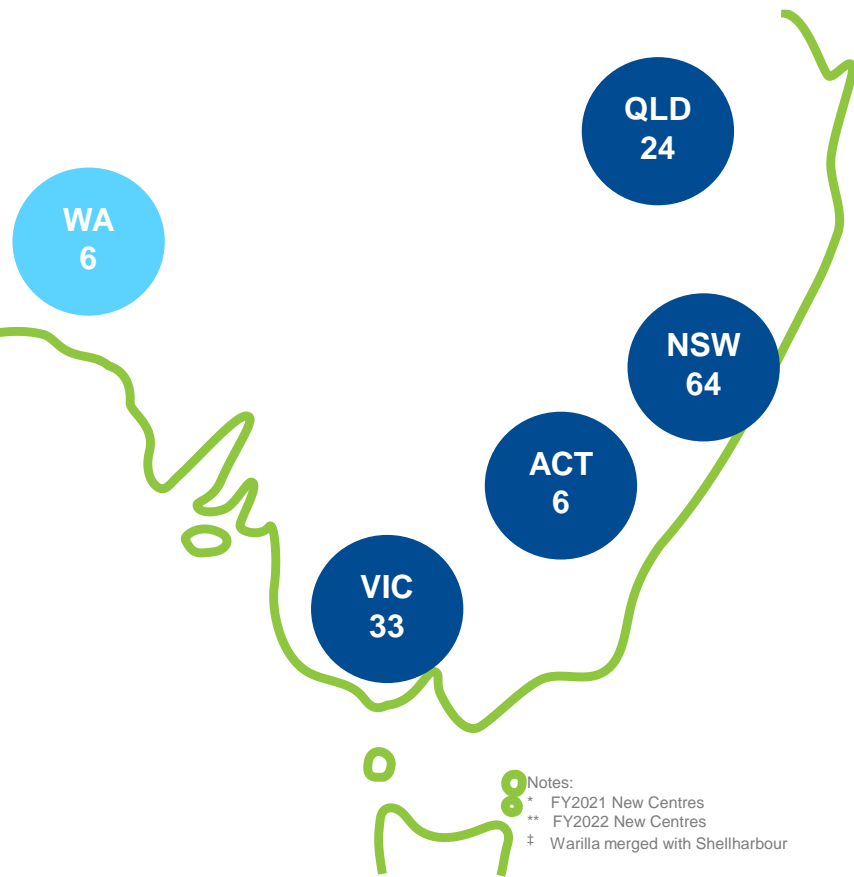 QLD
24
WA
6
NSW
64
ACT
6
VIC
33
Notes:
* FY2021 New Centres
** FY2022 New Centres
‡ Warilla merged with Shellharbour